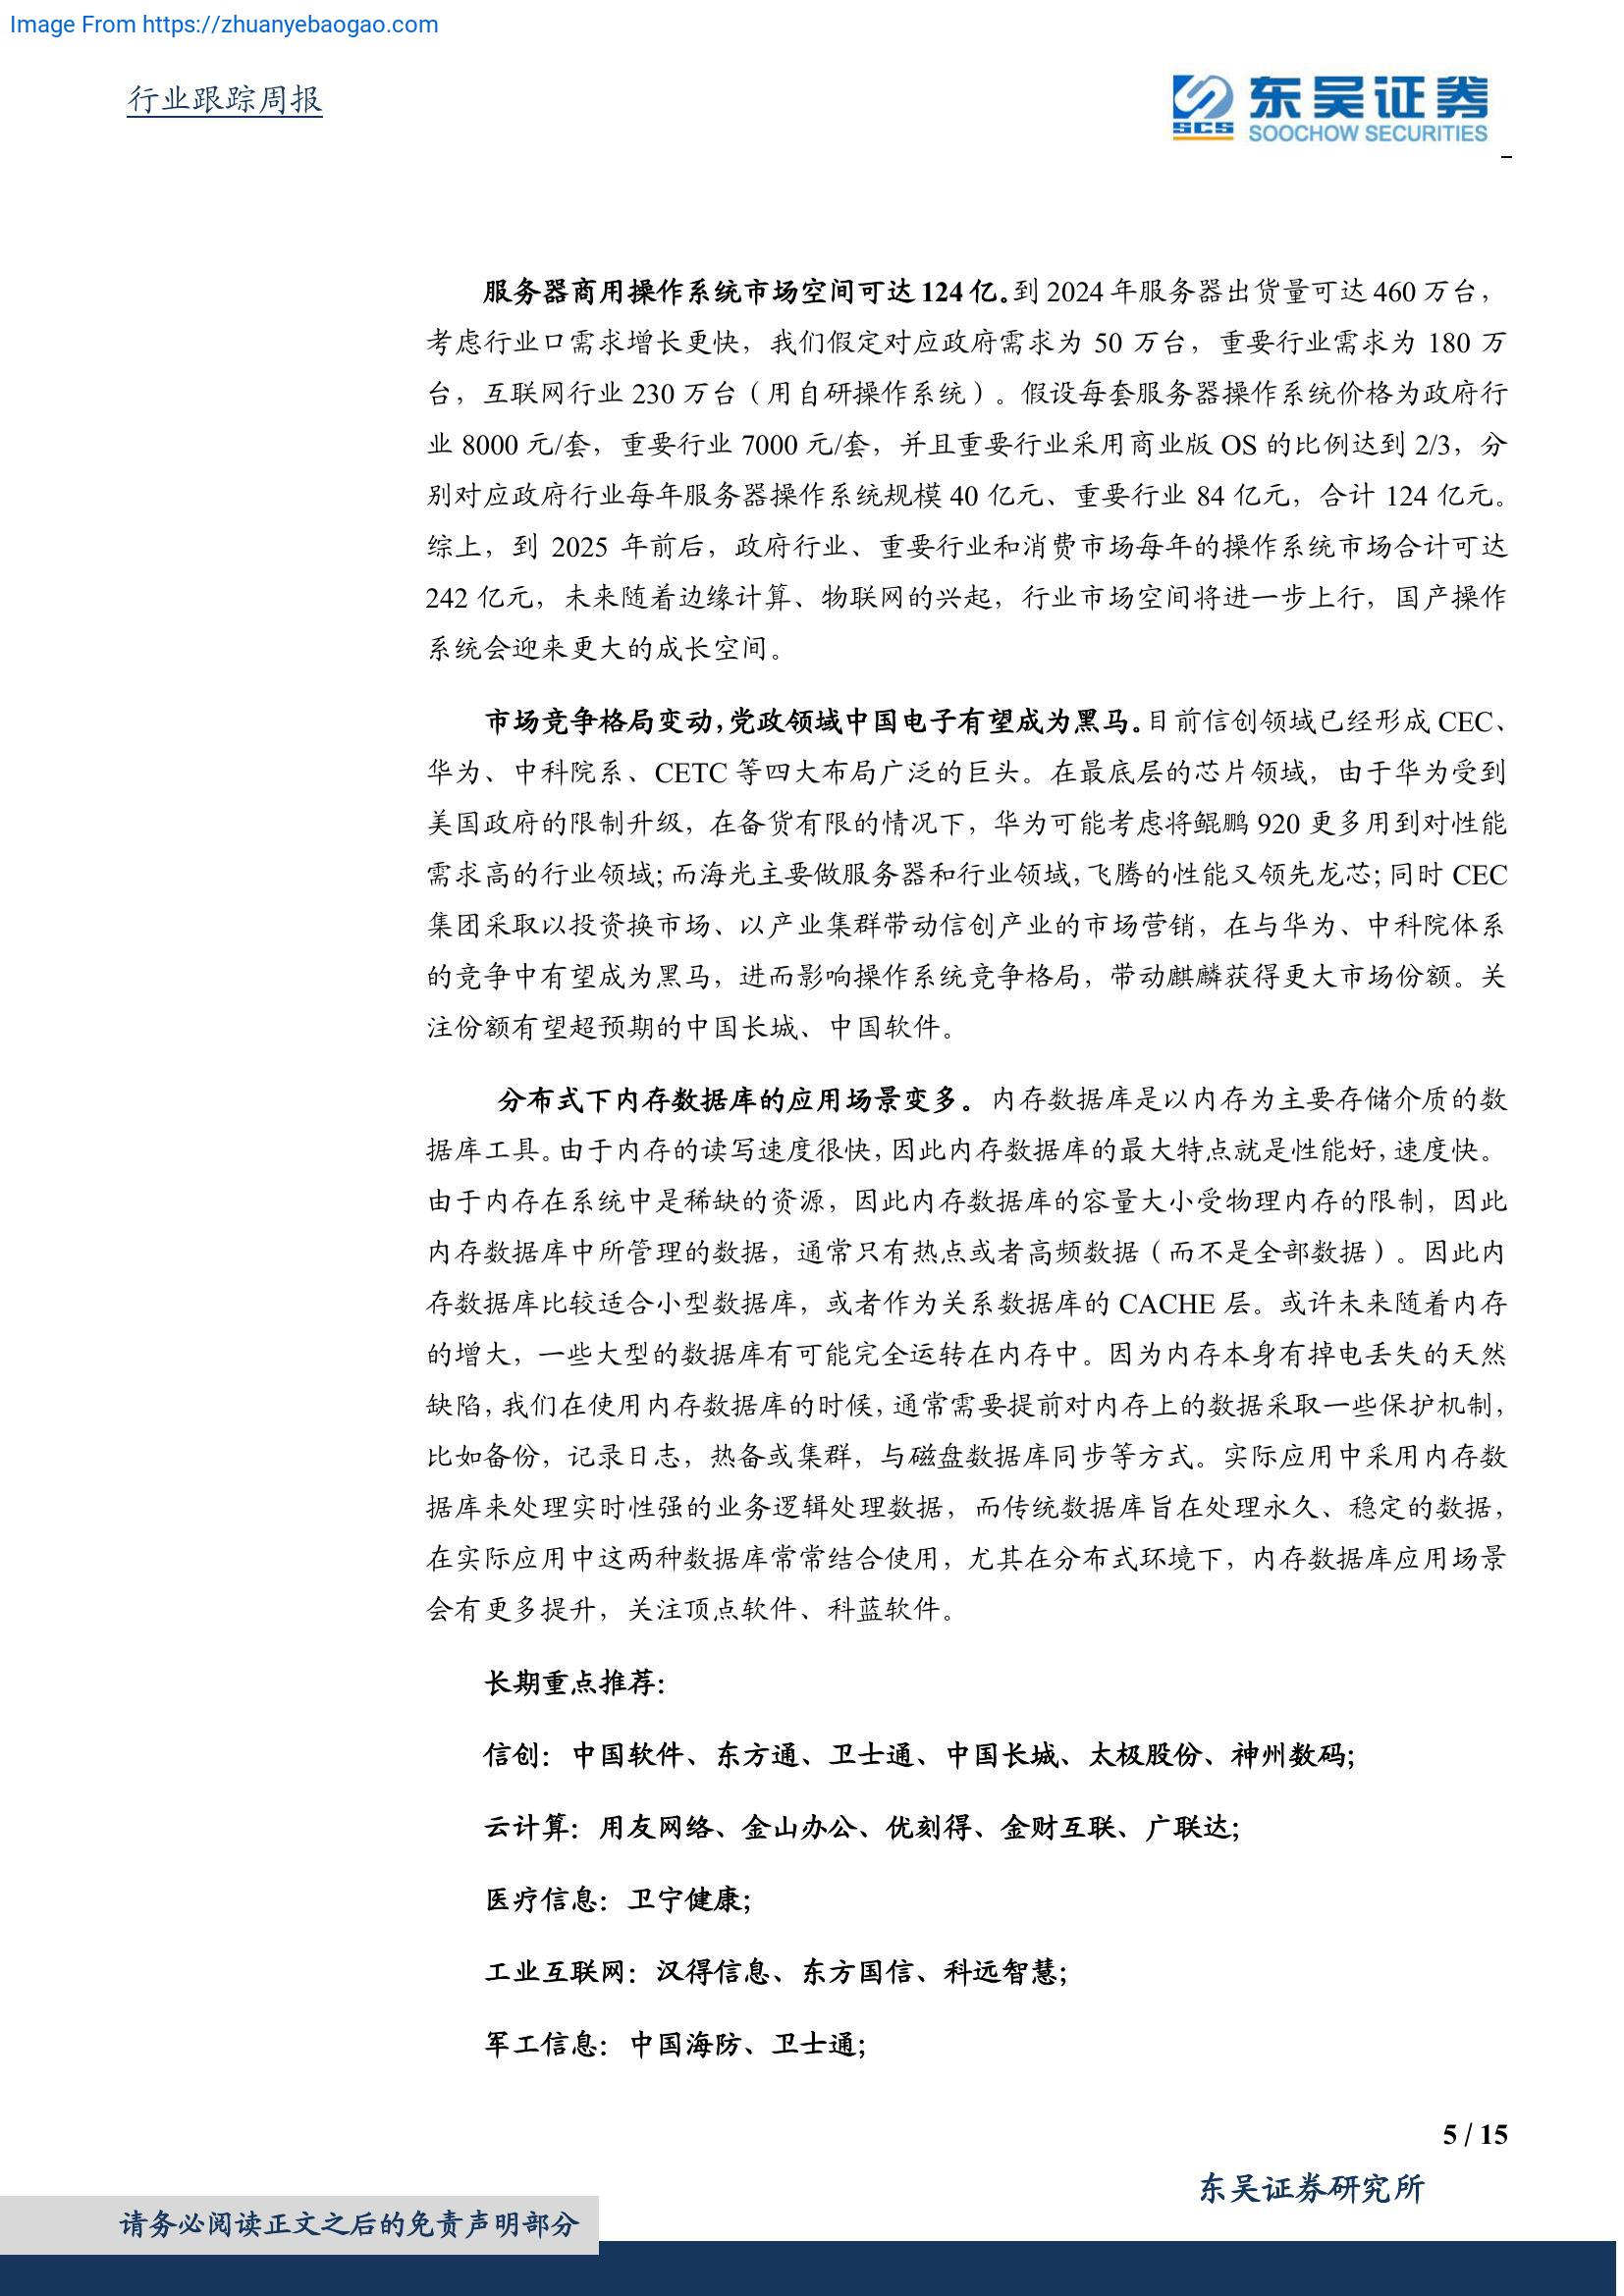 Image From https://zhuanyebaogao.com
行业跟踪周报
SCS 东吴证券
SOOCHOW SECURITIES
服务器商用操作系统市场空间可达 124 亿。到 2024 年服务器出货量可达 460 万台，
考虑行业口需求增长更快，我们假定对应政府需求为 50 万台，重要行业需求为 180 万
台，互联网行业 230 万台（用自研操作系统）。假设每套服务器操作系统价格为政府行
业 8000 元/套，重要行业 7000 元/套，并且重要行业采用商业版 OS 的比例达到 2/3，分
别对应政府行业每年服务器操作系统规模 40 亿元、重要行业 84 亿元，合计 124 亿元。
综上，到 2025 年前后，政府行业、重要行业和消费市场每年的操作系统市场合计可达
242 亿元，未来随着边缘计算、物联网的兴起，行业市场空间将进一步上行，国产操作
系统会迎来更大的成长空间。
市场竞争格局变动，党政领域中国电子有望成为黑马。目前信创领域已经形成 CEC、
华为、中科院系、CETC 等四大布局广泛的巨头。在最底层的芯片领域，由于华为受到
美国政府的限制升级，在备货有限的情况下，华为可能考虑将鲲鹏 920 更多用到对性能
需求高的行业领域；而海光主要做服务器和行业领域，飞腾的性能又领先龙芯；同时 CEC
集团采取以投资换市场、以产业集群带动信创产业的市场营销，在与华为、中科院体系
的竞争中有望成为黑马，进而影响操作系统竞争格局，带动麒麟获得更大市场份额。关
注份额有望超预期的中国长城、中国软件。
分布式下内存数据库的应用场景变多。内存数据库是以内存为主要存储介质的数
据库工具。由于内存的读写速度很快，因此内存数据库的最大特点就是性能好，速度快。
由于内存在系统中是稀缺的资源，因此内存数据库的容量大小受物理内存的限制，因此
内存数据库中所管理的数据，通常只有热点或者高频数据（而不是全部数据）。因此内
存数据库比较适合小型数据库，或者作为关系数据库的 CACHE 层。或许未来随着内存
的增大，一些大型的数据库有可能完全运转在内存中。因为内存本身有掉电丢失的天然
缺陷，我们在使用内存数据库的时候，通常需要提前对内存上的数据采取一些保护机制，
比如备份，记录日志，热备或集群，与磁盘数据库同步等方式。实际应用中采用内存数
据库来处理实时性强的业务逻辑处理数据，而传统数据库旨在处理永久、稳定的数据，
在实际应用中这两种数据库常常结合使用，尤其在分布式环境下，内存数据库应用场景
会有更多提升，关注顶点软件、科蓝软件。
长期重点推荐：
信创：中国软件、东方通、卫士通、中国长城、太极股份、神州数码；
云计算：用友网络、金山办公、优刻得、金财互联、广联达；
医疗信息：卫宁健康；
工业互联网：汉得信息、东方国信、科远智慧；
军工信息：中国海防、卫士通；
5 / 15
东吴证券研究所
请务必阅读正文之后的免责声明部分